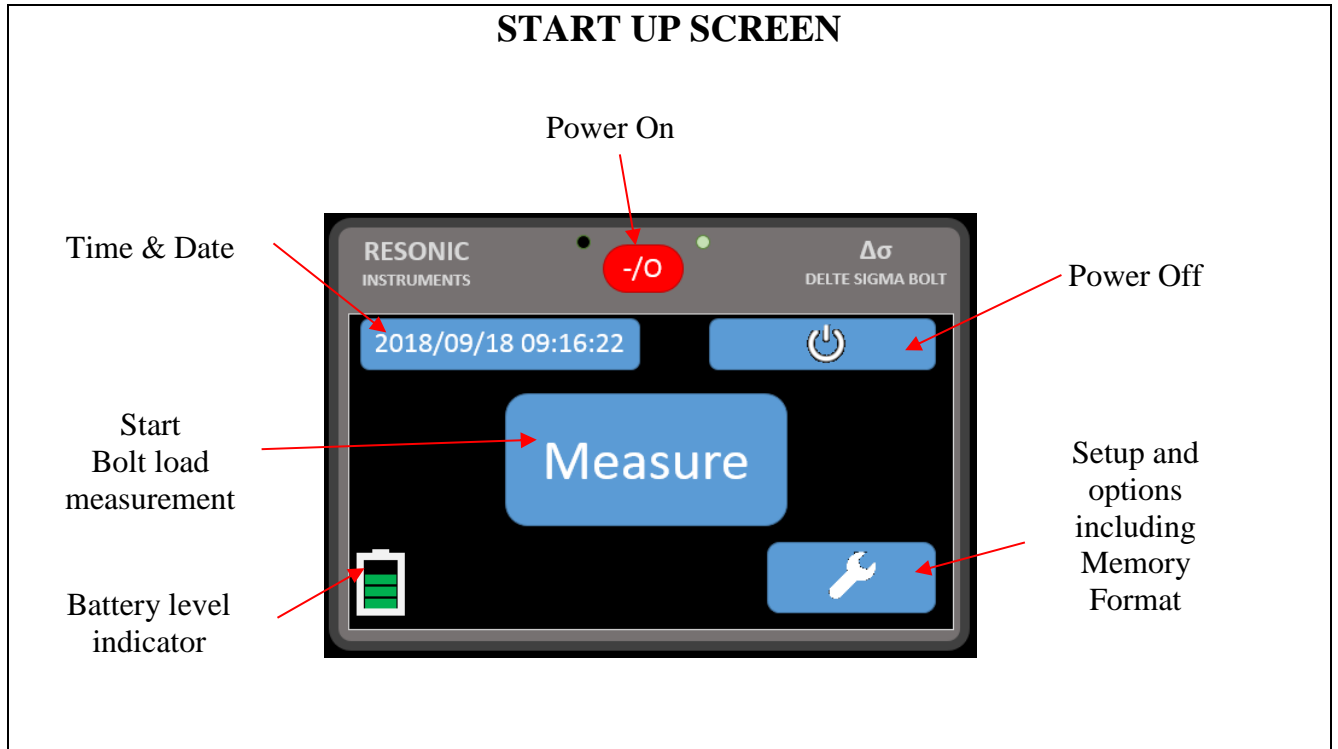 START UP SCREEN
Power On
Time & Date
RESONIC
INSTRUMENTS
-/O
Δσ
DELTE SIGMA BOLT
Power Off
2018/09/18 09:16:22
Start
Bolt load
measurement
Measure
Setup and
options
including
Memory
Format
Battery level
indicator